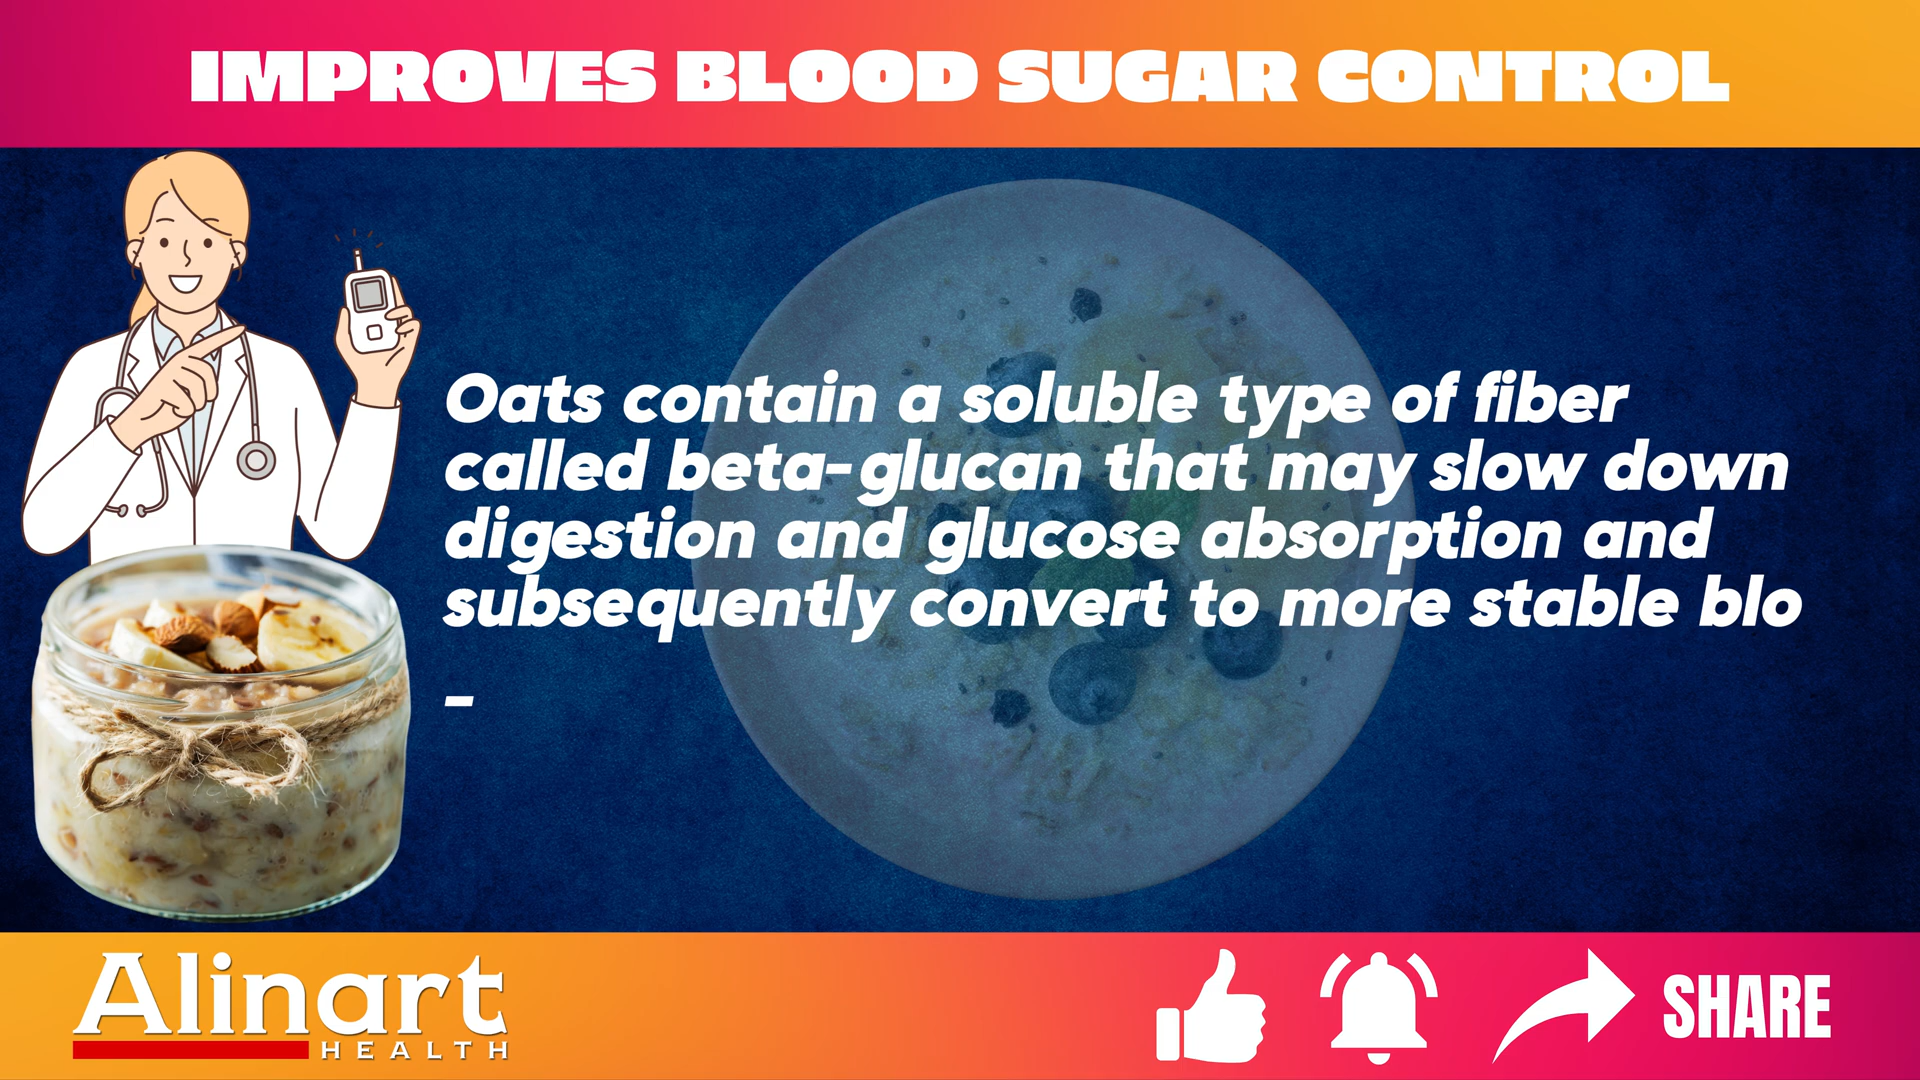 IMPROVES BLOOD SUGAR CONTROL
Oats contain a soluble type of fiber
called beta-glucan that may slow down
digestion and glucose absorption and
subsequently convert to more stable blo
-
Alinart
HEALTH
SHARE